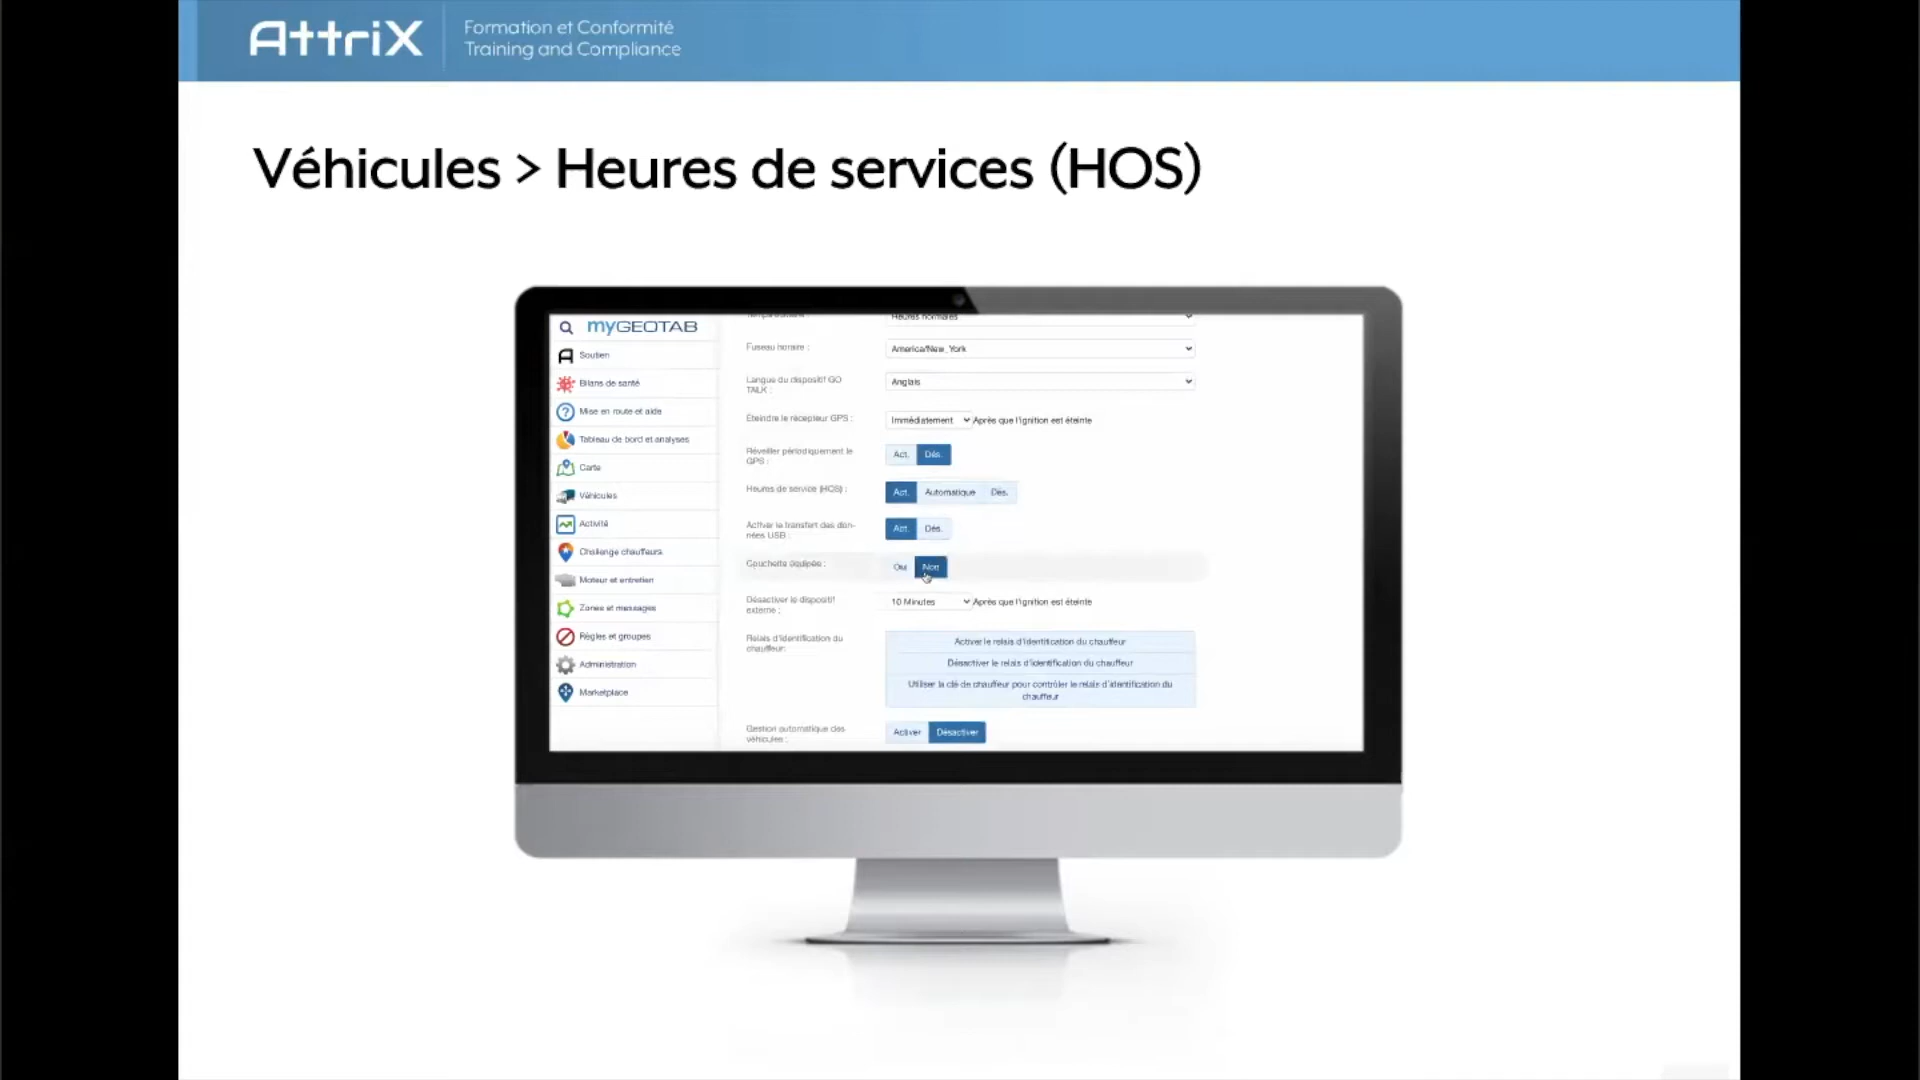 AttriX
Formation et Conformité
Training and Compliance
Véhicules > Heures de services (HOS)
myGEOTAB
Soutien
Bilans de santé
Mise en route et aide
Tableau de bord et analyses
Carte
Véhicules
Activité
Challenge chauffeurs
Moteur et entretien
Zones et messages
Règles et groupes
Administration
Marketplace
Heures normales
Fuseau horaire :
America/New_York
Langue du dispositif GO
TALK :
Anglais
Éteindre le récepteur GPS :
Immédiatement Après que l'ignition est éteinte
Réveiller périodiquement le
GPS :
Act. Dés.
Heures de service (HOS) :
Act. Automatique Dés.
Activer le transfert des don-
nées USB :
Act. Dés.
Couchette équipée :
Oui Non
Désactiver le dispositif
externe :
10 Minutes Après que l'ignition est éteinte
Relais d'identification du
chauffeur:
Activer le relais d'identification du chauffeur
Désactiver le relais d'identification du chauffeur
Utiliser la clé de chauffeur pour contrôler le relais d'identification du
chauffeur
Gestion automatique des
véhicules :
Activer Désactiver